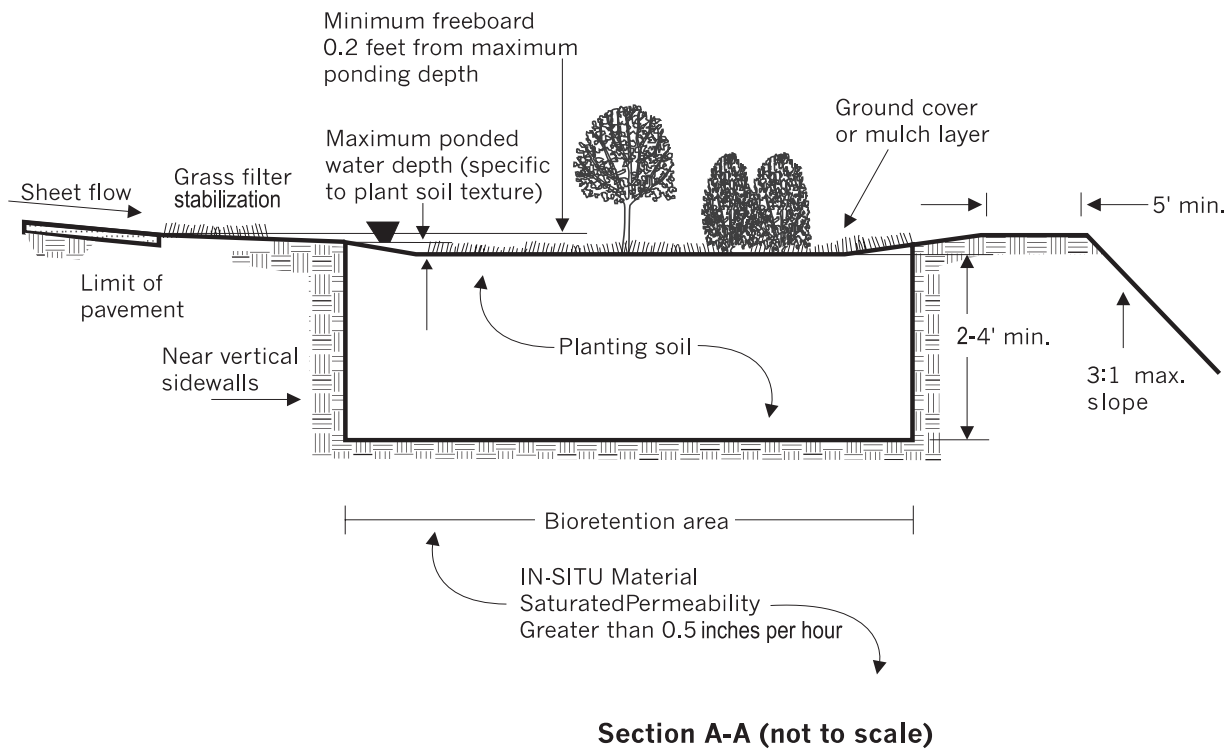 Minimum freeboard
0.2 feet from maximum
ponding depth
Maximum ponded
water depth (specific
to plant soil texture)
Ground cover
or mulch layer
Sheet flow
Grass filter
stabilization
5' min.
Limit of
pavement
Near vertical
sidewalls
Planting soil
2-4' min.
3:1 max.
slope
Bioretention area
IN-SITU Material
SaturatedPermeability
Greater than 0.5 inches per hour
Section A-A (not to scale)